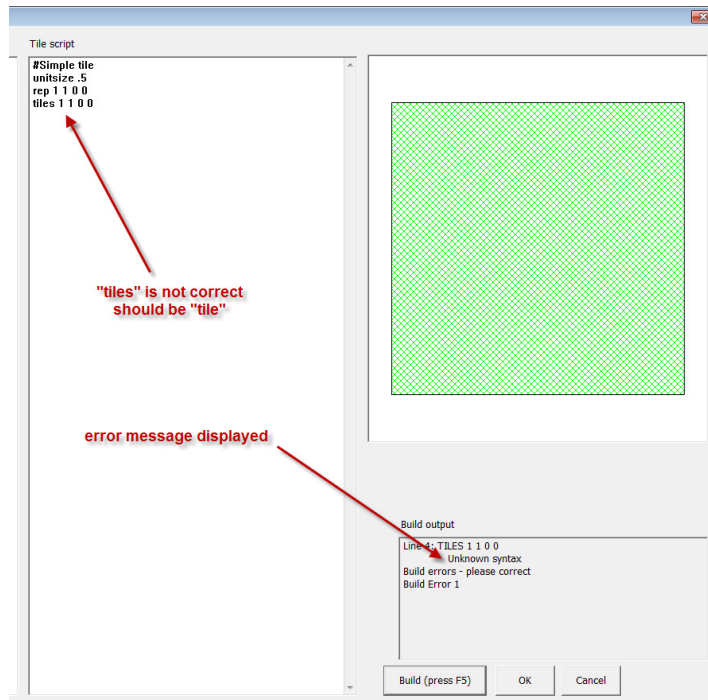 Tile script
#Simple tile
unitsize .5
rep 1 1 0 0
tiles 1 1 0 0
"tiles" is not correct
should be "tile"
error message displayed
Build output
Line 4: TILES 1 1 0 0
Unknown syntax
Build errors - please correct
Build Error 1
Build (press F5)
OK
Cancel